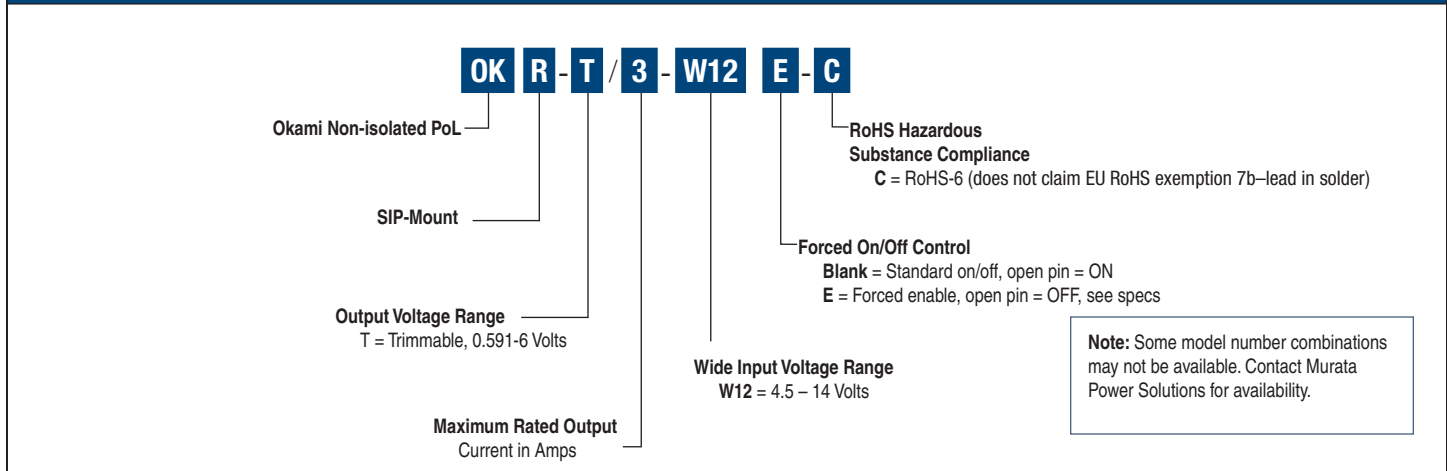 OK R - T / 3 - W12 E - C
Okami Non-isolated PoL
RoHS Hazardous
Substance Compliance
C = RoHS-6 (does not claim EU RoHS exemption 7b–lead in solder)
SIP-Mount
Forced On/Off Control
Blank = Standard on/off, open pin = ON
E = Forced enable, open pin = OFF, see specs
Output Voltage Range
T = Trimmable, 0.591-6 Volts
Note: Some model number combinations
may not be available. Contact Murata
Power Solutions for availability.
Wide Input Voltage Range
W12 = 4.5 – 14 Volts
Maximum Rated Output
Current in Amps